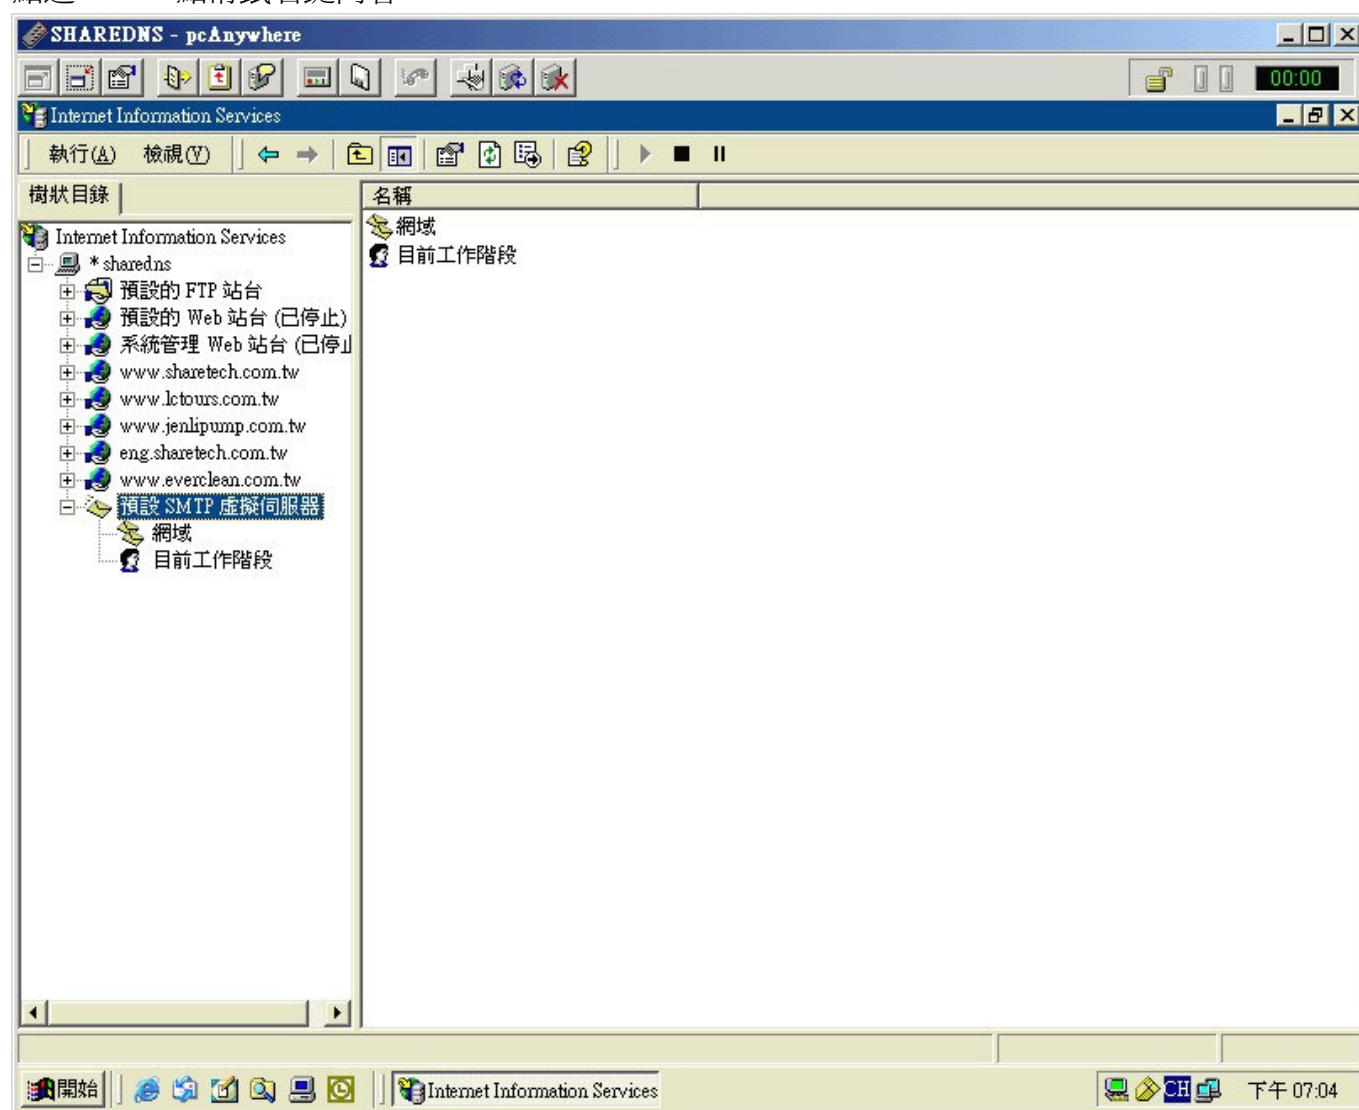 SHAREDNS - pcAnywhere
00:00
Internet Information Services
執行(A) 檢視(V)
樹狀目錄
名稱
Internet Information Services
* sharedns
預設的 FTP 站台
預設的 Web 站台 (已停止)
系統管理 Web 站台 (已停止
www.sharetech.com.tw
www.lctours.com.tw
www.jenlipump.com.tw
eng.sharetech.com.tw
www.everclean.com.tw
預設 SMTP 虛擬伺服器
網域
目前工作階段
網域
目前工作階段
開始
Internet Information Services
CH
下午 07:04